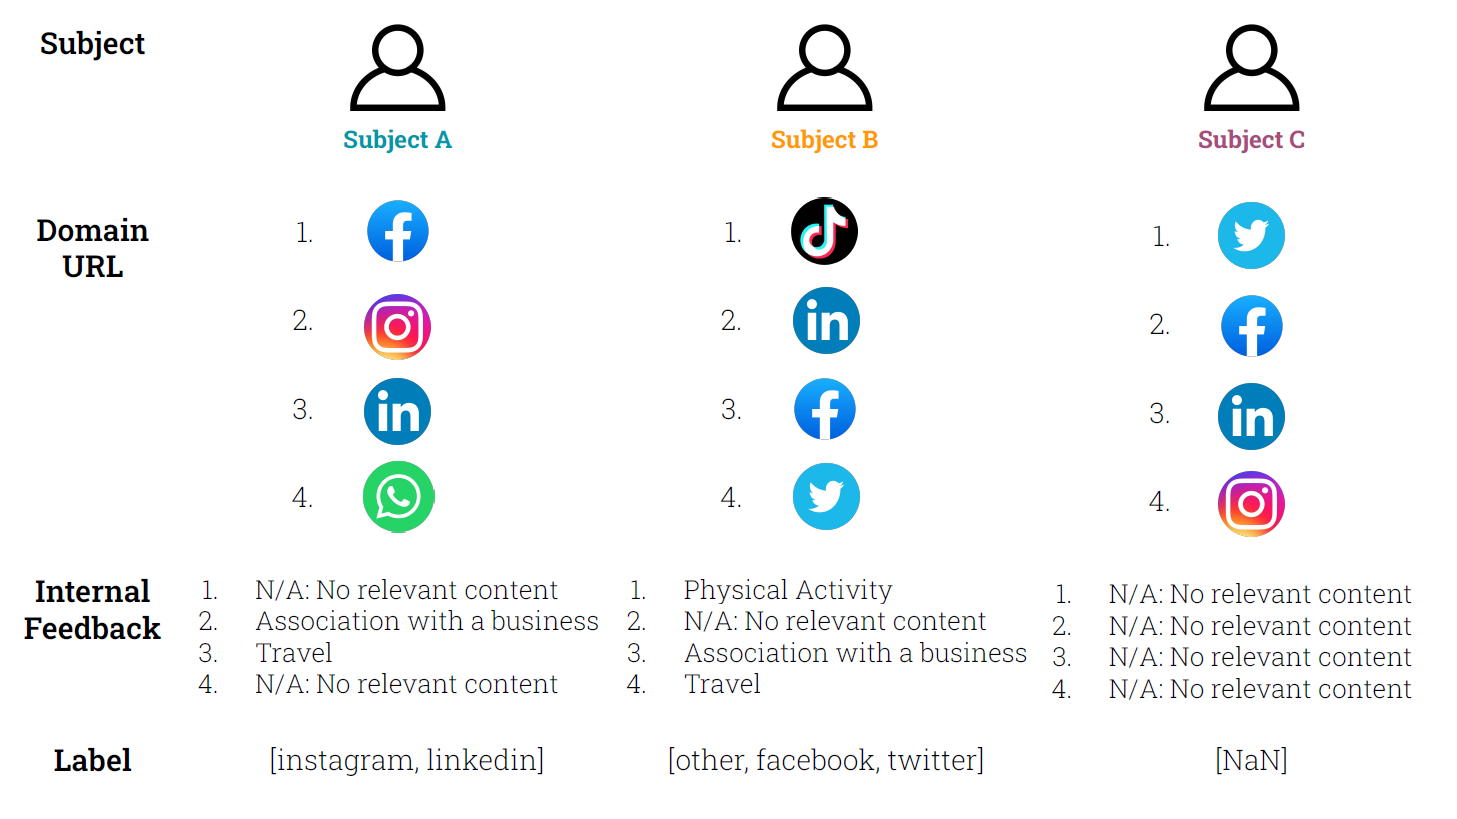 Subject
Subject A
Subject B
Subject C
Domain
URL
1.
1.
1.
2.
in
2.
2.
3.
in
3.
3.
in
4.
4.
4.
Internal
Feedback
1. N/A: No relevant content
2. Association with a business
3. Travel
4. N/A: No relevant content
1. Physical Activity
2. N/A: No relevant content
3. Association with a business
4. Travel
1. N/A: No relevant content
2. N/A: No relevant content
3. N/A: No relevant content
4. N/A: No relevant content
Label
[instagram, linkedin]
[other, facebook, twitter]
[NaN]